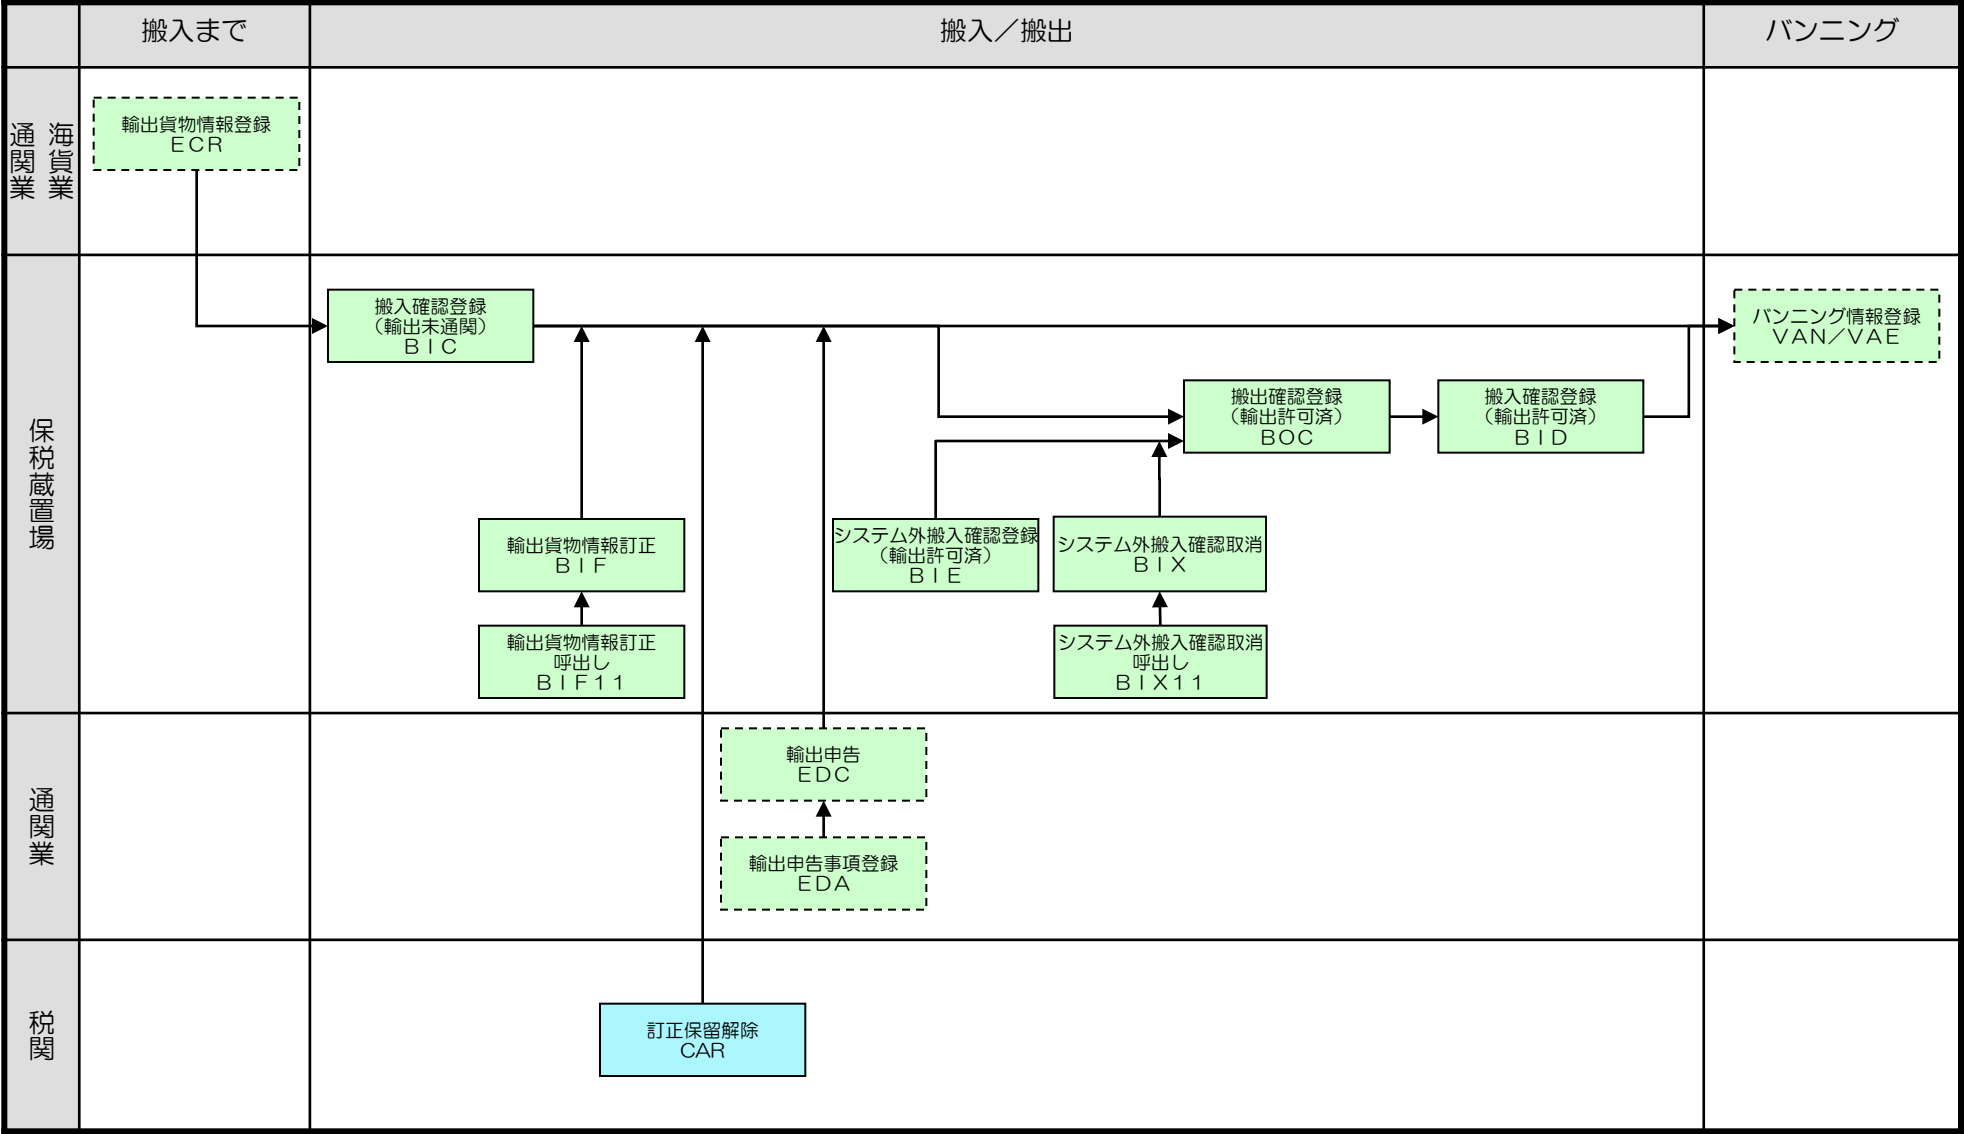 搬入まで
搬入／搬出
バンニング
海貨業
通関業
輸出貨物情報登録
ＥＣＲ
保税蔵置場
搬入確認登録
（輸出未通関）
ＢＩＣ
バンニング情報登録
ＶＡＮ／ＶＡＥ
搬出確認登録
（輸出許可済）
ＢＯＣ
搬入確認登録
（輸出許可済）
ＢＩＤ
輸出貨物情報訂正
ＢＩＦ
システム外搬入確認登録
（輸出許可済）
ＢＩＥ
システム外搬入確認取消
ＢＩＸ
輸出貨物情報訂正
呼出し
ＢＩＦ１１
システム外搬入確認取消
呼出し
ＢＩＸ１１
通関業
輸出申告
ＥＤＣ
輸出申告事項登録
ＥＤＡ
税関
訂正保留解除
CAR